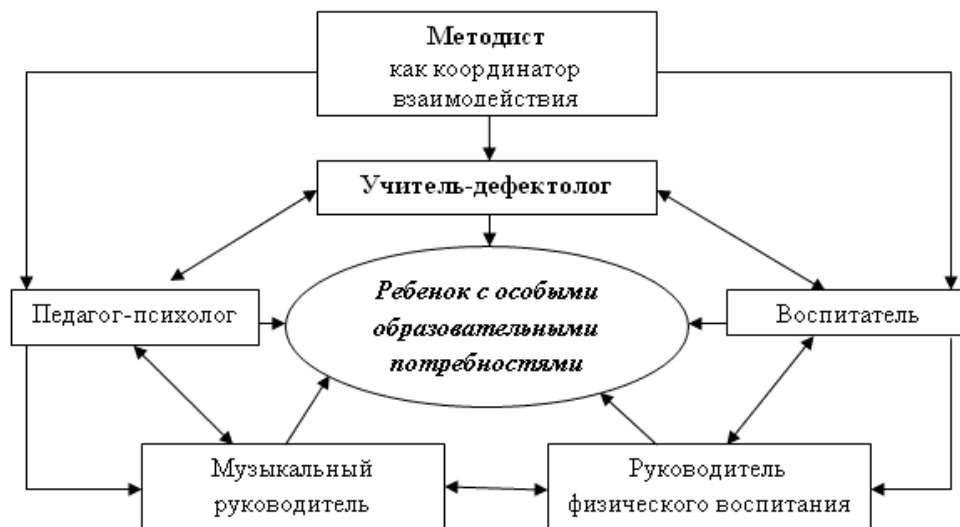 Методист
как координатор
взаимодействия
Учитель-дефектолог
Педагог-психолог
Ребенок с особыми
образовательными
потребностями
Воспитатель
Музыкальный
руководитель
Руководитель
физического воспитания